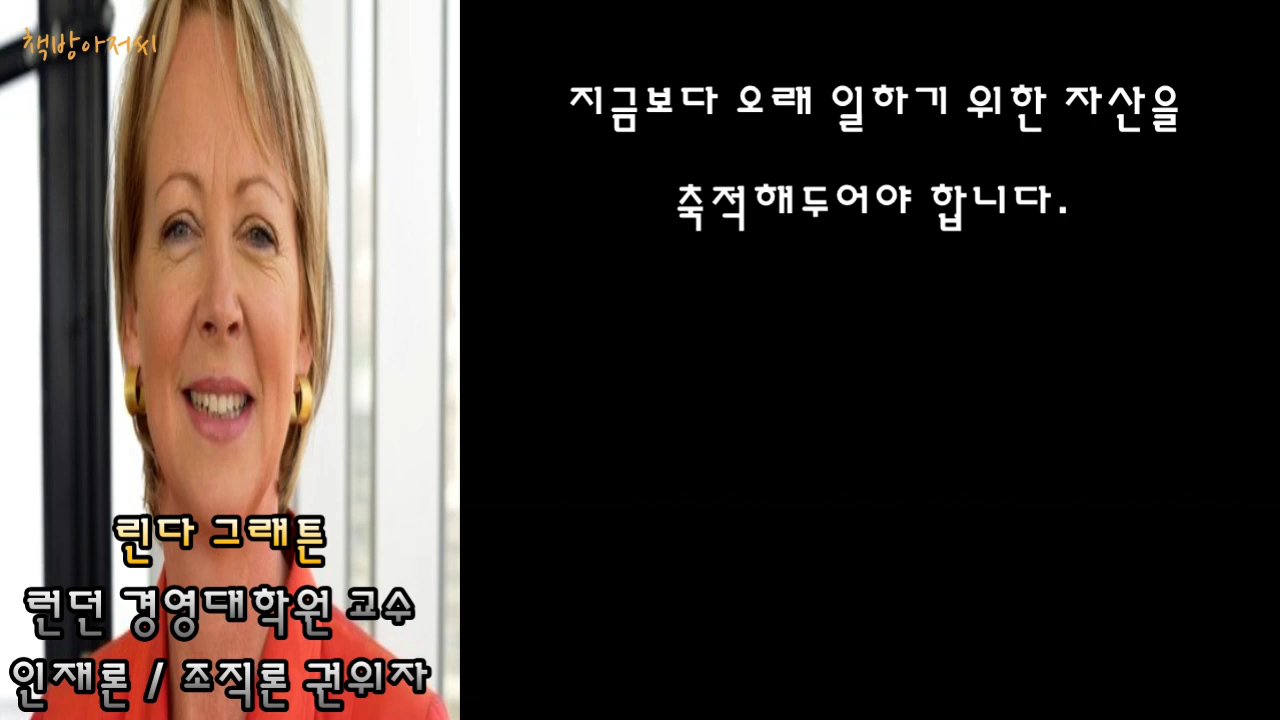 책방아저씨
지금보다 오래 일하기 위한 자산을
축적해두어야 합니다.
린다 그래튼
런던 경영대학원 교수
인재론 / 조직론 권위자